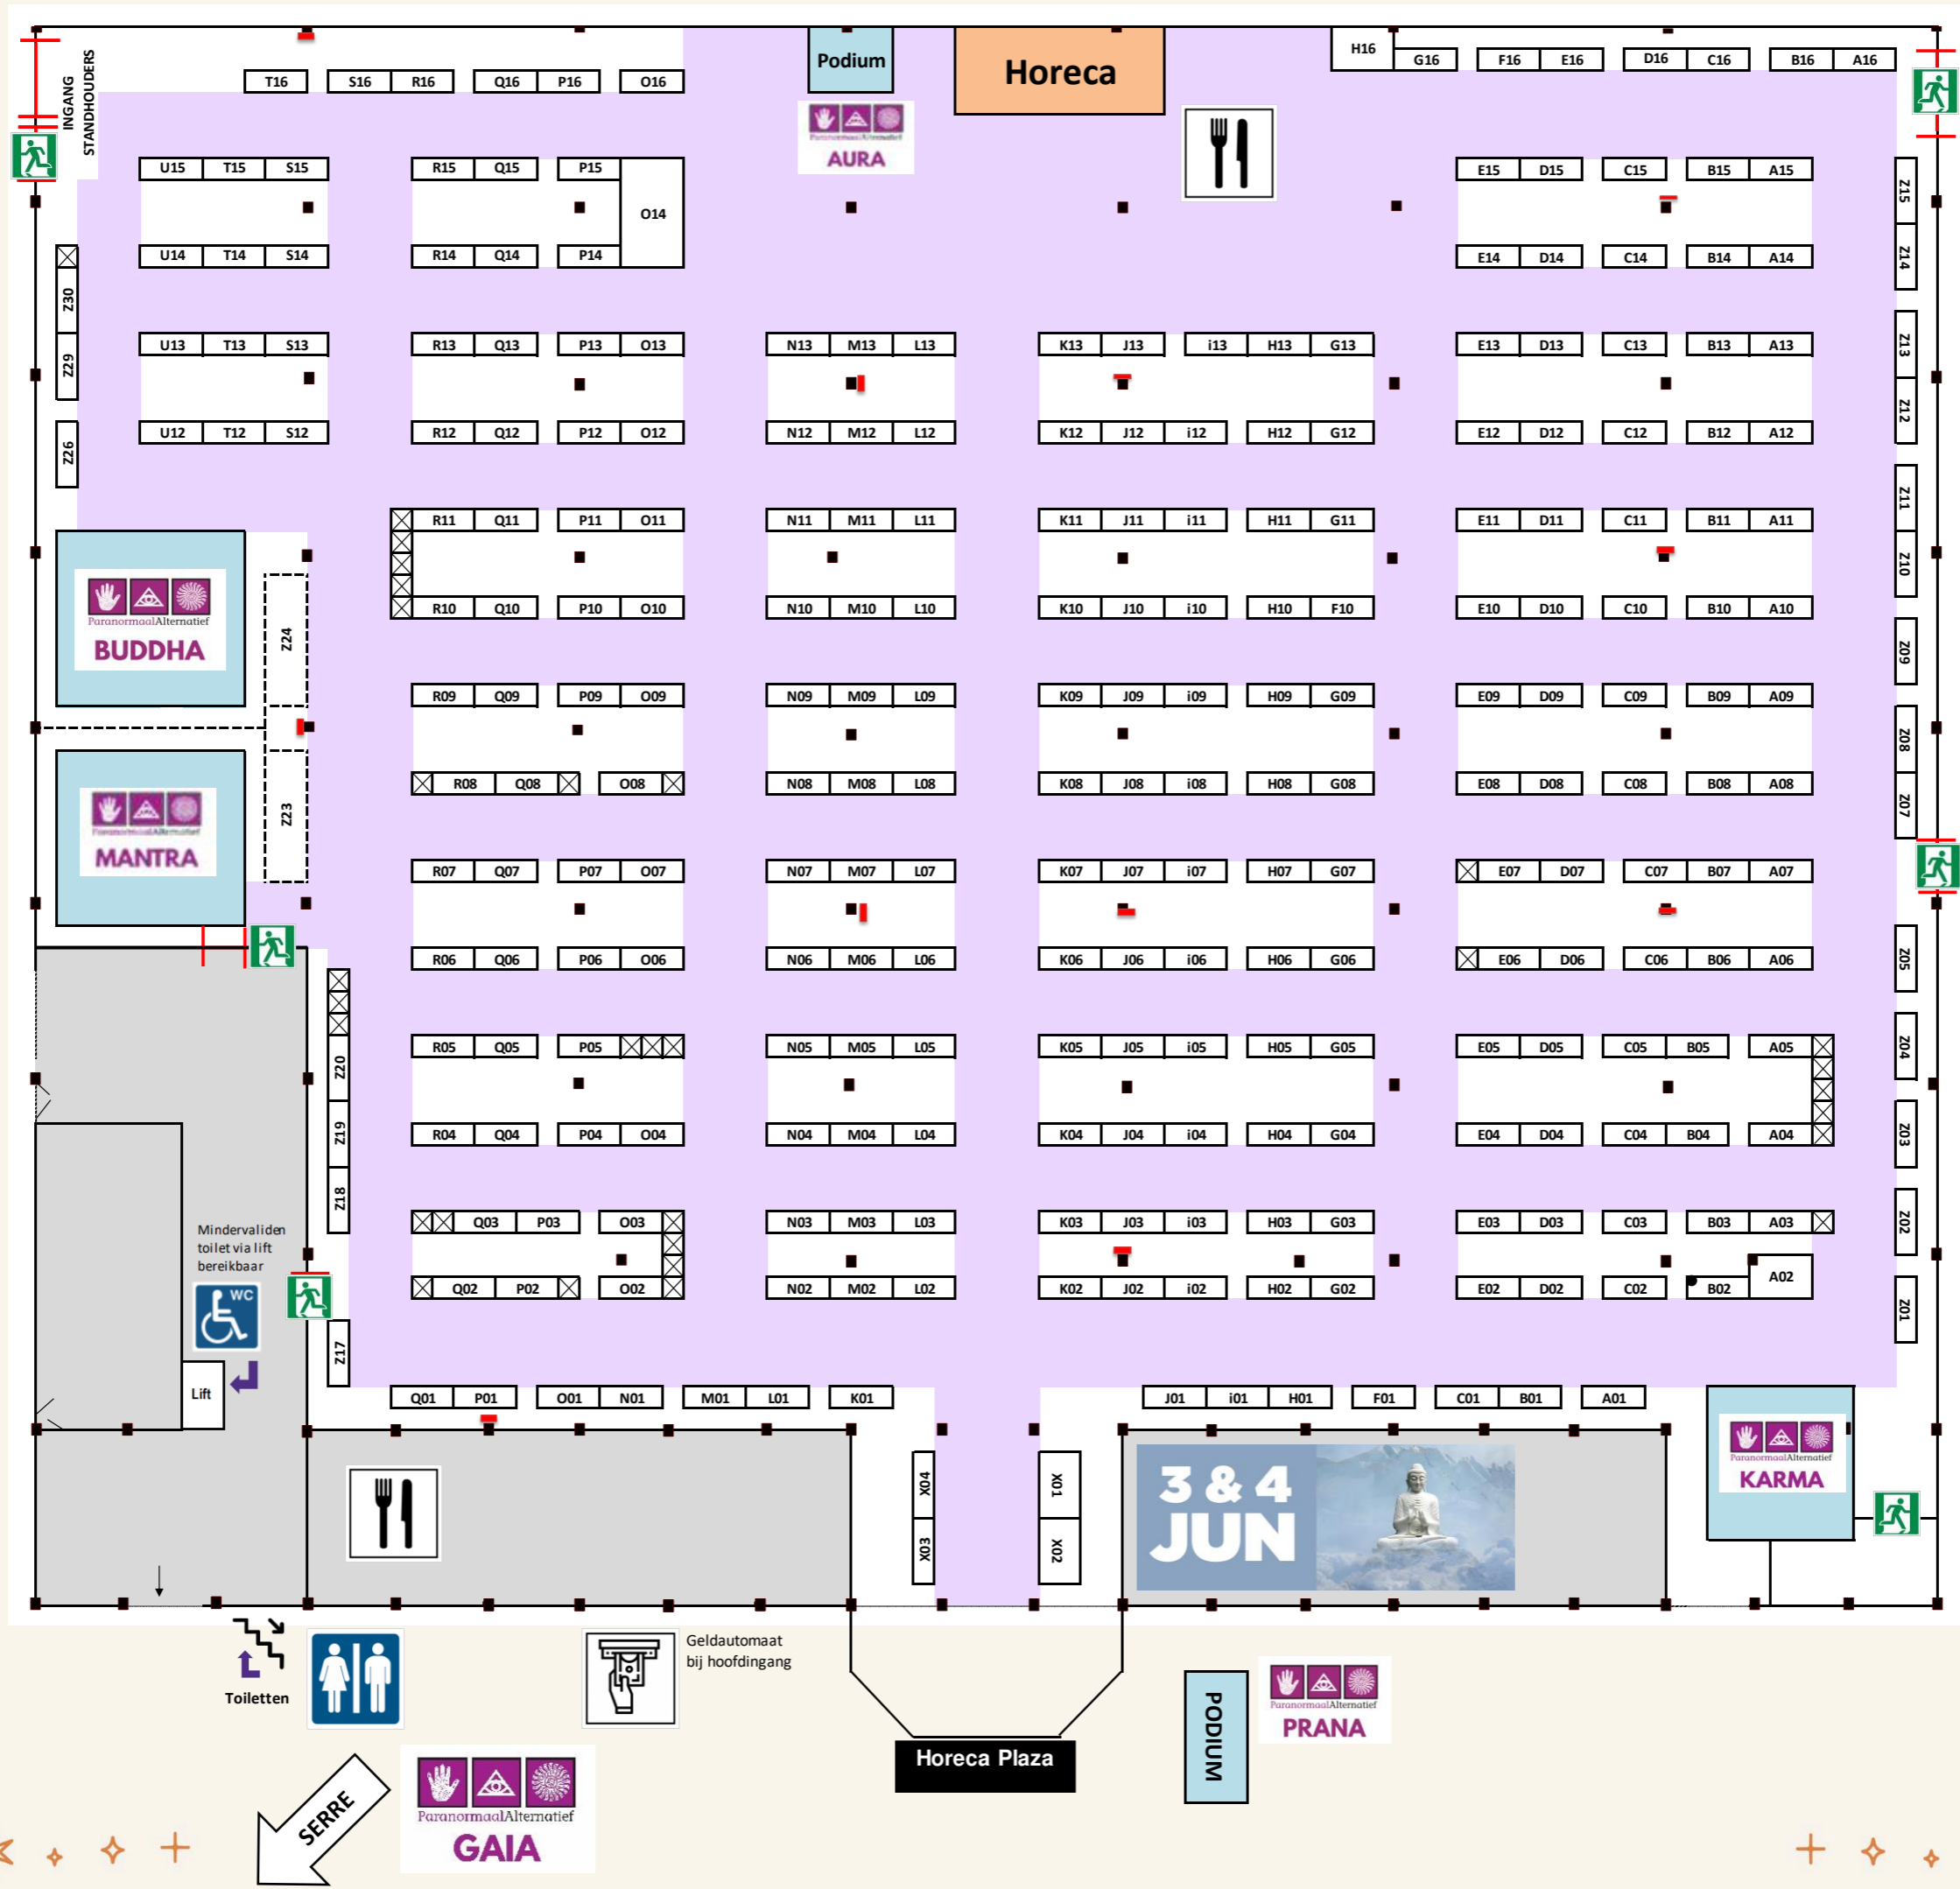 INGANG
STANDHOUDERS
Podium
Horeca
H16
G16 F16 E16 D16 C16 B16 A16
T16 S16 R16 Q16 P16 O16
ParanormaalAlternatief
AURA
U15 T15 S15 R15 Q15 P15 E15 D15 C15 B15 A15
O14
Z15
U14 T14 S14 R14 Q14 P14 E14 D14 C14 B14 A14
Z14
Z30
U13 T13 S13 R13 Q13 P13 O13 N13 M13 L13 K13 J13 i13 H13 G13 E13 D13 C13 B13 A13
Z13
Z29
Z12
U12 T12 S12 R12 Q12 P12 O12 N12 M12 L12 K12 J12 i12 H12 G12 E12 D12 C12 B12 A12
Z26
Z11
R11 Q11 P11 O11 N11 M11 L11 K11 J11 i11 H11 G11 E11 D11 C11 B11 A11
Z10
R10 Q10 P10 O10 N10 M10 L10 K10 J10 i10 H10 F10 E10 D10 C10 B10 A10
ParanormaalAlternatief
BUDDHA
Z24
Z09
R09 Q09 P09 O09 N09 M09 L09 K09 J09 i09 H09 G09 E09 D09 C09 B09 A09
Z08
R08 Q08 O08 N08 M08 L08 K08 J08 i08 H08 G08 E08 D08 C08 B08 A08
Z07
Z23
ParanormaalAlternatief
MANTRA
R07 Q07 P07 O07 N07 M07 L07 K07 J07 i07 H07 G07 E07 D07 C07 B07 A07
R06 Q06 P06 O06 N06 M06 L06 K06 J06 i06 H06 G06 E06 D06 C06 B06 A06
Z05
R05 Q05 P05 N05 M05 L05 K05 J05 i05 H05 G05 E05 D05 C05 B05 A05
Z04
Z20
R04 Q04 P04 O04 N04 M04 L04 K04 J04 i04 H04 G04 E04 D04 C04 B04 A04
Z03
Z19
Z18
Q03 P03 O03 N03 M03 L03 K03 J03 i03 H03 G03 E03 D03 C03 B03 A03
Z02
Mindervaliden
toilet via lift
bereikbaar
WC
A02
Q02 P02 O02 N02 M02 L02 K02 J02 i02 H02 G02 E02 D02 C02 B02
Z01
Z17
Lift
Q01 P01 O01 N01 M01 L01 K01 J01 i01 H01 F01 C01 B01 A01
X04
X01
X03
X02
3 & 4
JUN
ParanormaalAlternatief
KARMA
Toiletten
Geldautomaat
bij hoofdingang
Horeca Plaza
PODIUM
ParanormaalAlternatief
PRANA
SERRE
ParanormaalAlternatief
GAIA